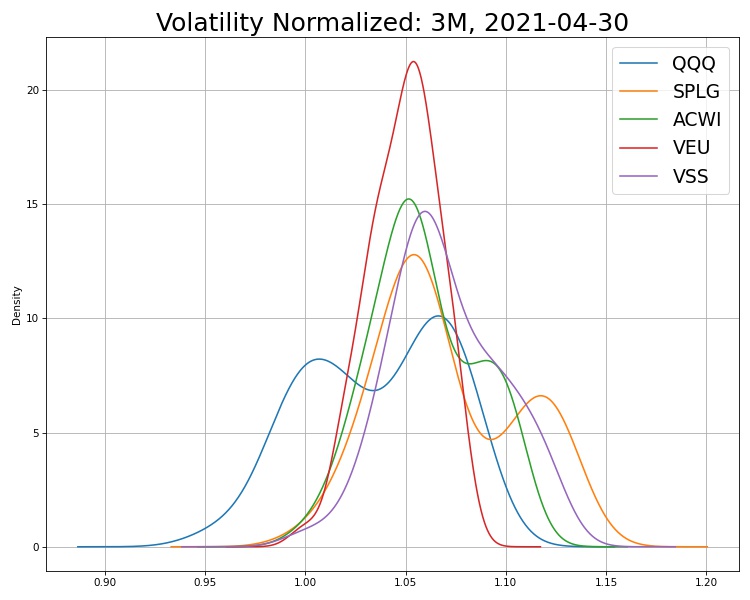 Volatility Normalized: 3M, 2021-04-30
QQQ
SPLG
ACWI
VEU
VSS
Density
20
15
10
5
0
0.90 0.95 1.00 1.05 1.10 1.15 1.20